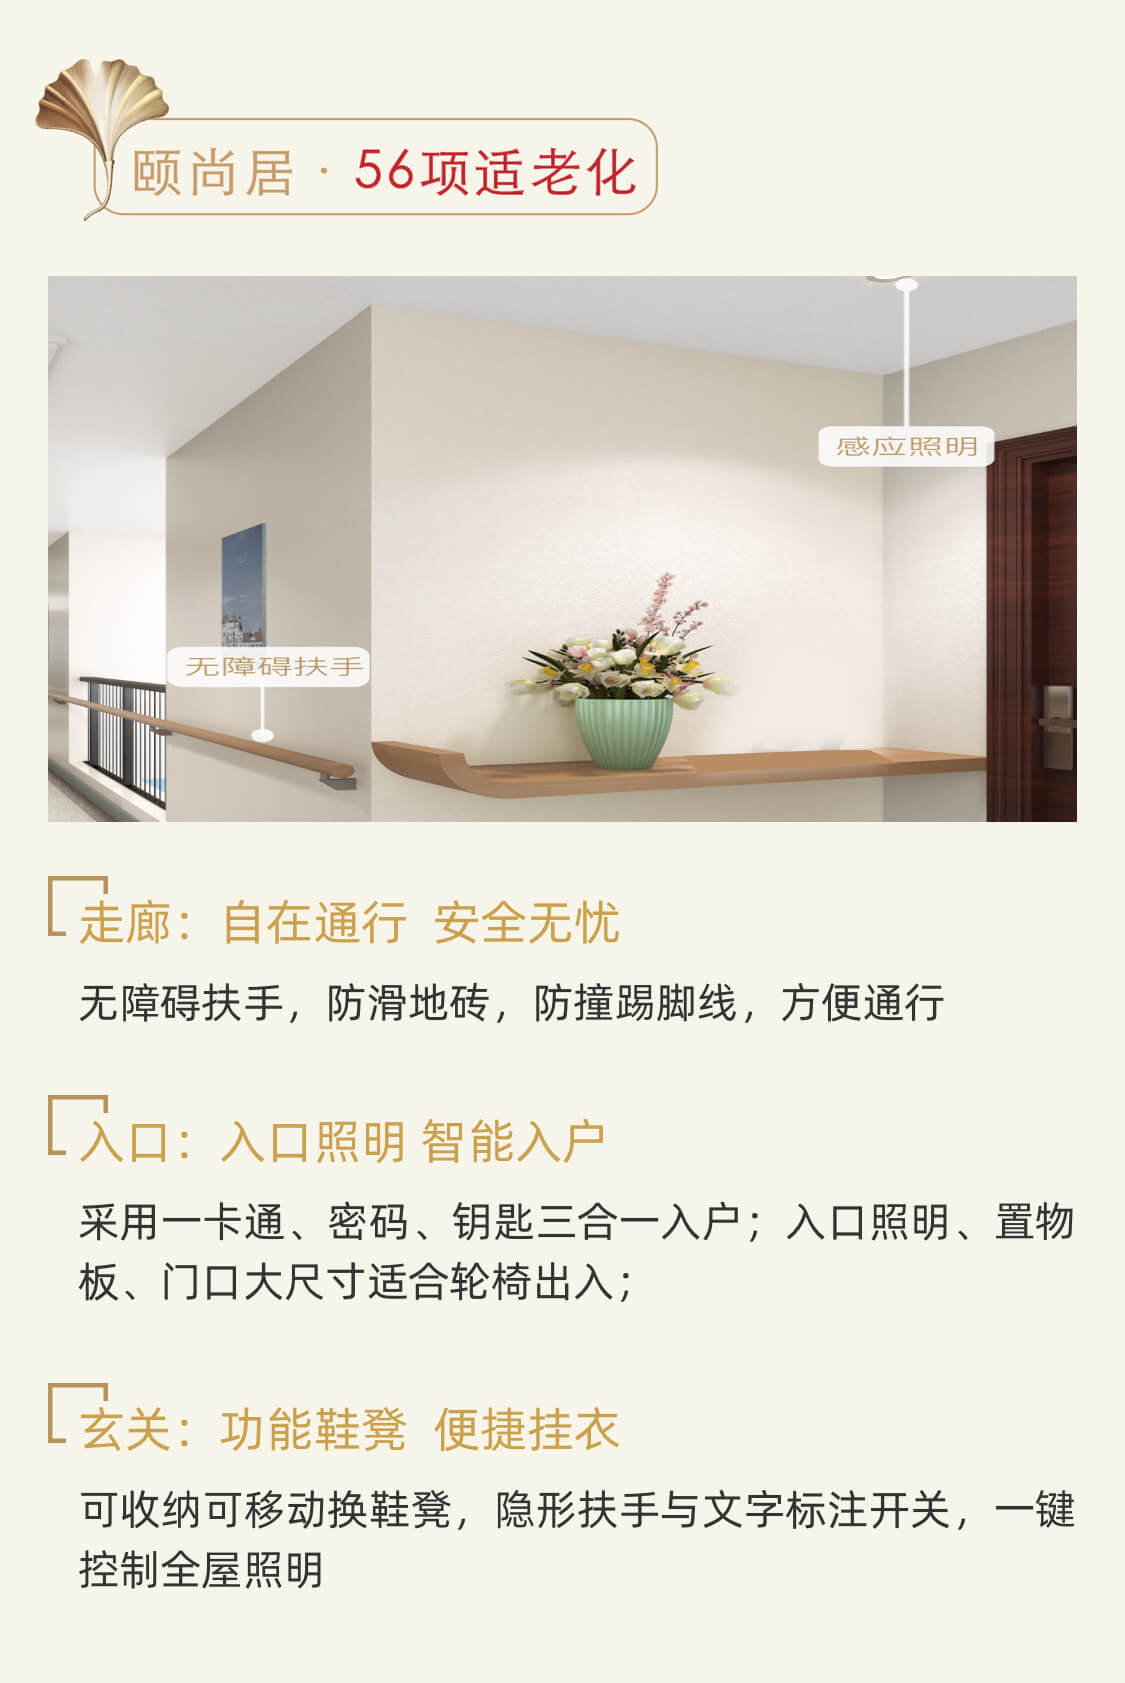 颐尚居 · 56项适老化
感应照明
无障碍扶手
走廊：自在通行 安全无忧
无障碍扶手，防滑地砖，防撞踢脚线，方便通行
入口：入口照明 智能入户
采用一卡通、密码、钥匙三合一入户；入口照明、置物
板、门口大尺寸适合轮椅出入；
玄关：功能鞋凳 便捷挂衣
可收纳可移动换鞋凳，隐形扶手与文字标注开关，一键
控制全屋照明